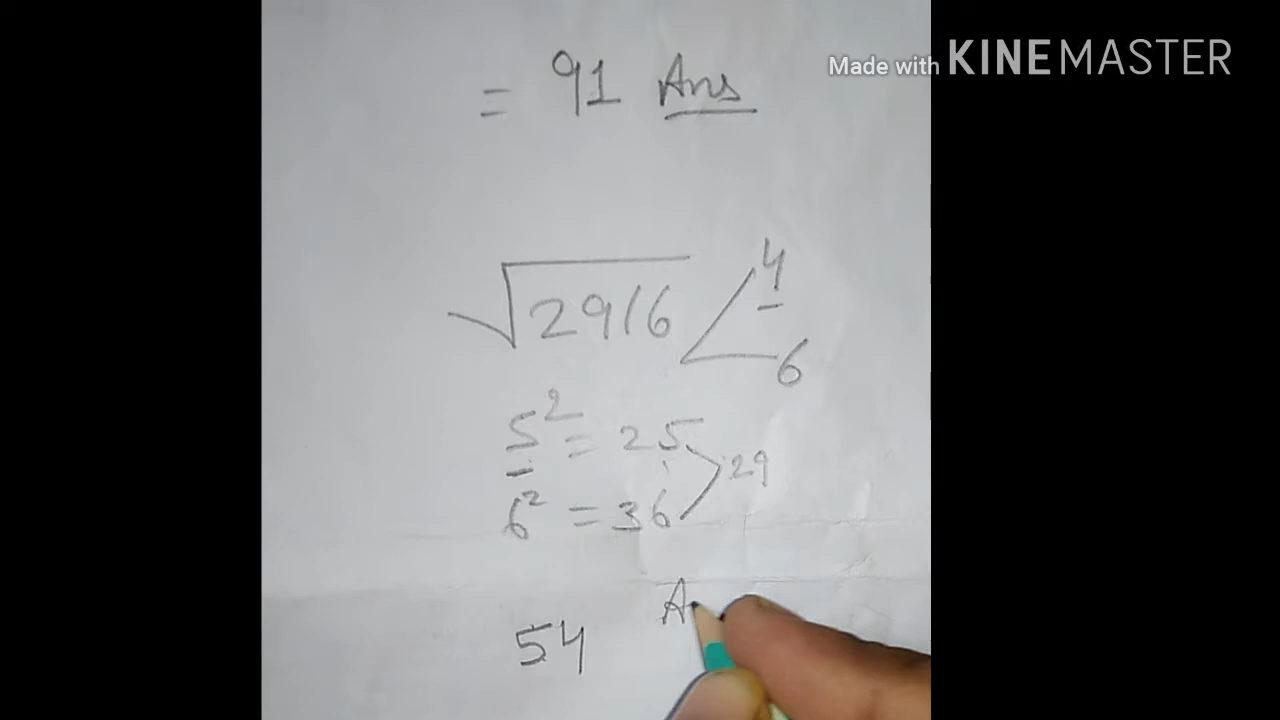 Made with KINEMASTER
= 91 Ans
√2916 4
6
5² = 25
29
6² = 36
A
54